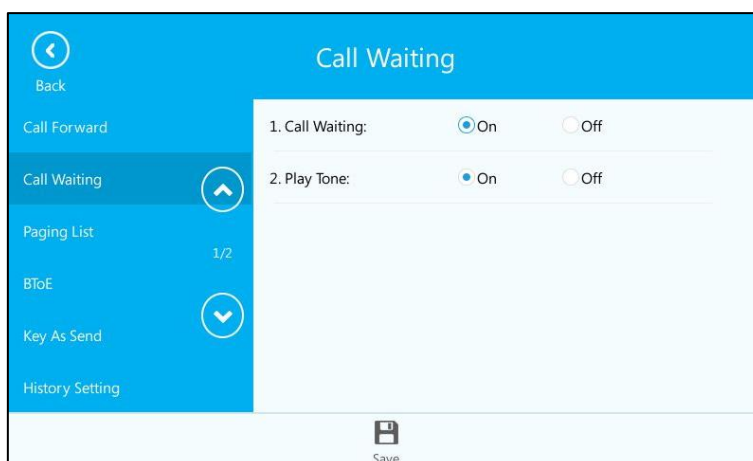 Back
Call Waiting
Call Forward
Call Waiting
Paging List
1/2
BToE
Key As Send
History Setting
1. Call Waiting: On Off
2. Play Tone: On Off
Save